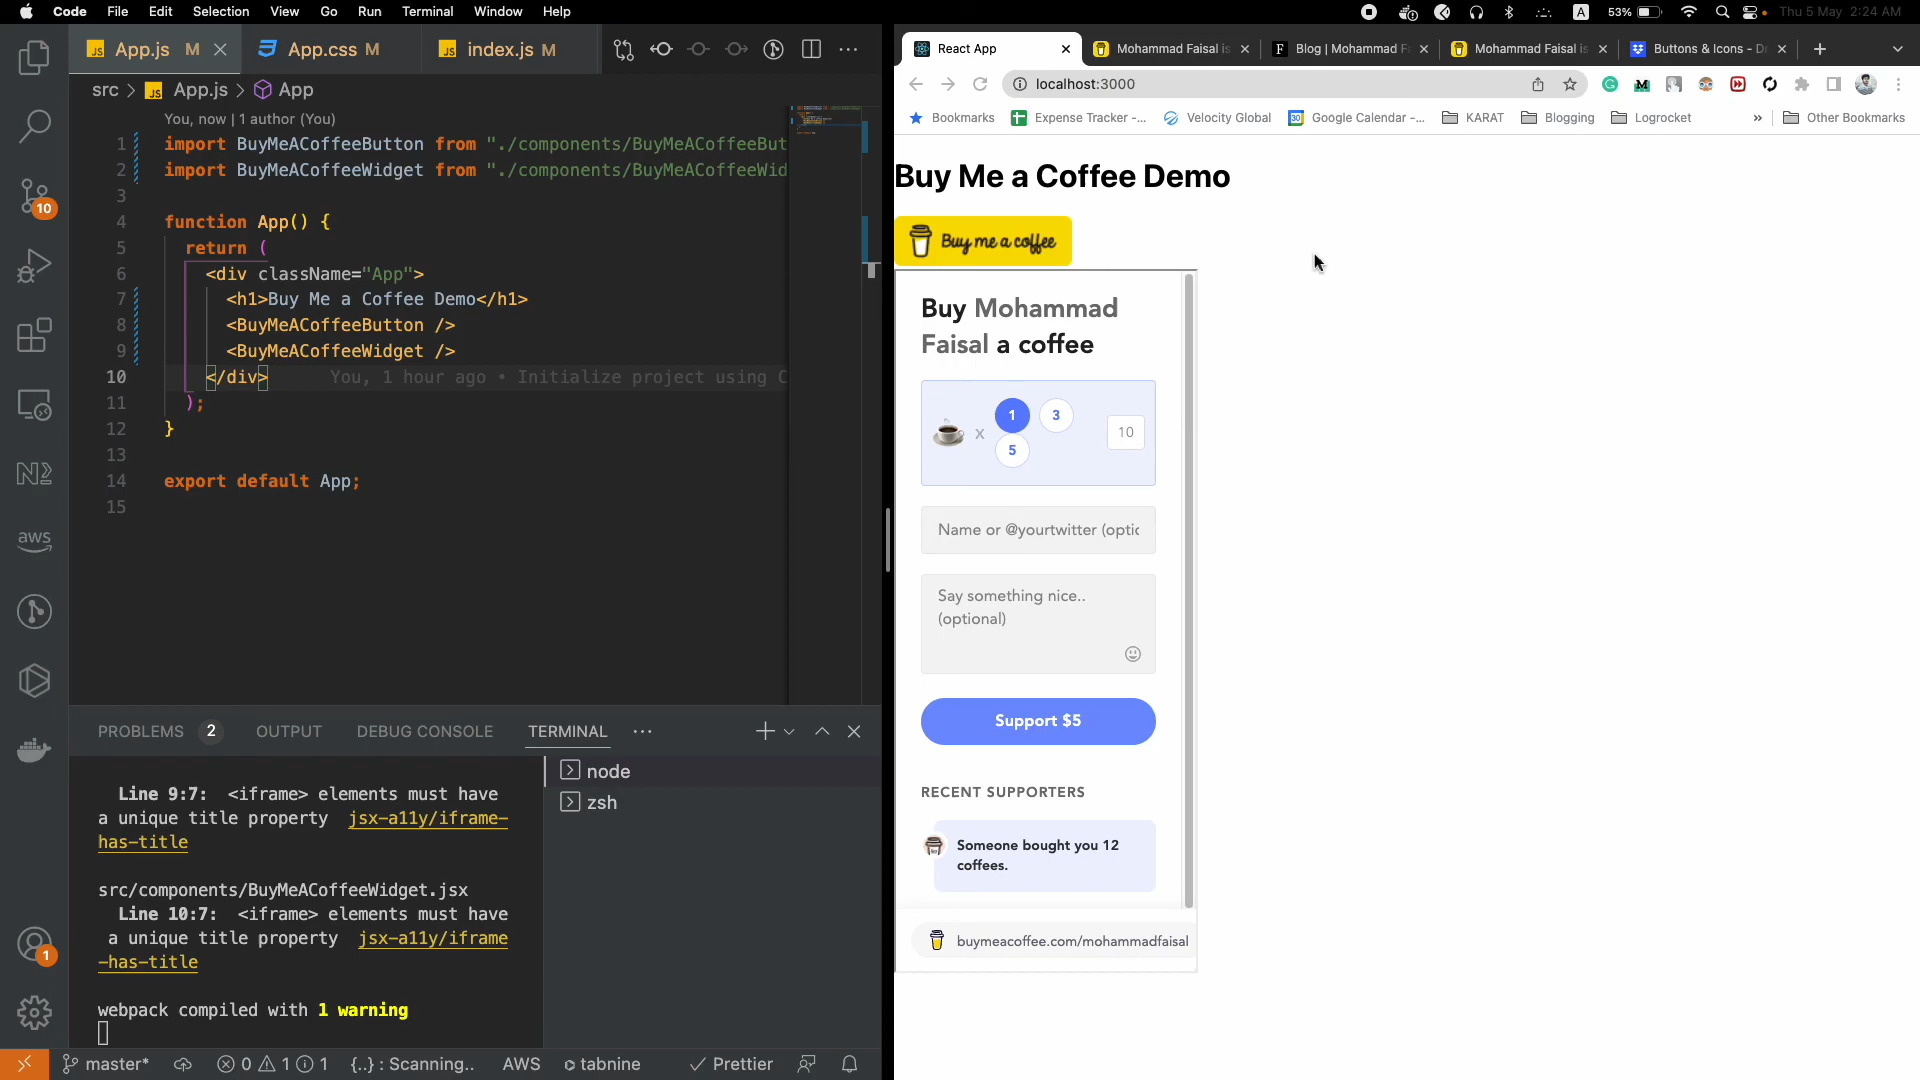 Code File Edit Selection View Go Run Terminal Window Help
A 53% Thu 5 May 2:24 AM
JS App.js M
App.css M
JS index.js M
src > JS App.js > App
You, now | 1 author (You)
1 import BuyMeACoffeeButton from "./components/BuyMeACoffeeBut
2 import BuyMeACoffeeWidget from "./components/BuyMeACoffeeWid
3
4 function App() {
5 return (
6 <div className="App">
7 <h1>Buy Me a Coffee Demo</h1>
8 <BuyMeACoffeeButton />
9 <BuyMeACoffeeWidget />
10 </div> You, 1 hour ago • Initialize project using C
11 );
12 }
13
14 export default App;
15
10
aws
1
PROBLEMS 2 OUTPUT DEBUG CONSOLE TERMINAL ...
Line 9:7: <iframe> elements must have
a unique title property jsx-a11y/iframe-
has-title
src/components/BuyMeACoffeeWidget.jsx
Line 10:7: <iframe> elements must have
a unique title property jsx-a11y/iframe
-has-title
webpack compiled with 1 warning
node
zsh
master* 0 1 1 {..} : Scanning.. AWS tabnine Prettier
React App
Mohammad Faisal is
Blog | Mohammad F
Mohammad Faisal is
Buttons & Icons - Dr
localhost:3000
Bookmarks Expense Tracker -... Velocity Global Google Calendar -... KARAT Blogging Logrocket » Other Bookmarks
Buy Me a Coffee Demo
Buy me a coffee
Buy Mohammad
Faisal a coffee
x 1 3
5
10
Name or @yourtwitter (optic
Say something nice..
(optional)
Support $5
RECENT SUPPORTERS
Someone bought you 12
coffees.
buymeacoffee.com/mohammadfaisal